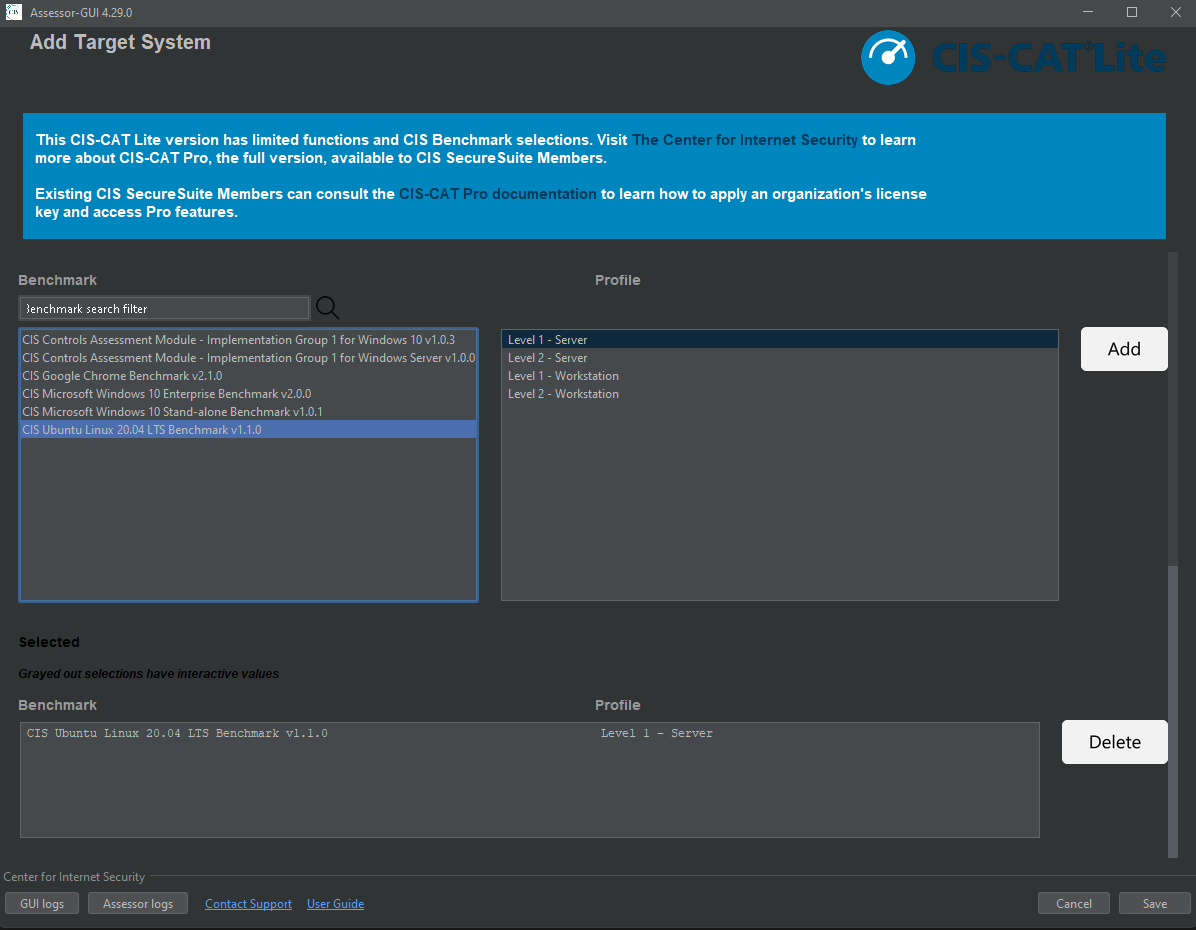 Assessor-GUI 4.29.0
Add Target System
CIS-CAT®Lite
This CIS-CAT Lite version has limited functions and CIS Benchmark selections. Visit The Center for Internet Security to learn
more about CIS-CAT Pro, the full version, available to CIS SecureSuite Members.
Existing CIS SecureSuite Members can consult the CIS-CAT Pro documentation to learn how to apply an organization's license
key and access Pro features.
Benchmark
Profile
Benchmark search filter
CIS Controls Assessment Module - Implementation Group 1 for Windows 10 v1.0.3
CIS Controls Assessment Module - Implementation Group 1 for Windows Server v1.0.0
CIS Google Chrome Benchmark v2.1.0
CIS Microsoft Windows 10 Enterprise Benchmark v2.0.0
CIS Microsoft Windows 10 Stand-alone Benchmark v1.0.1
CIS Ubuntu Linux 20.04 LTS Benchmark v1.1.0
Level 1 - Server
Level 2 - Server
Level 1 - Workstation
Level 2 - Workstation
Add
Selected
Grayed out selections have interactive values
Benchmark
Profile
CIS Ubuntu Linux 20.04 LTS Benchmark v1.1.0
Level 1 - Server
Delete
Center for Internet Security
GUI logs
Assessor logs
Contact Support
User Guide
Cancel
Save